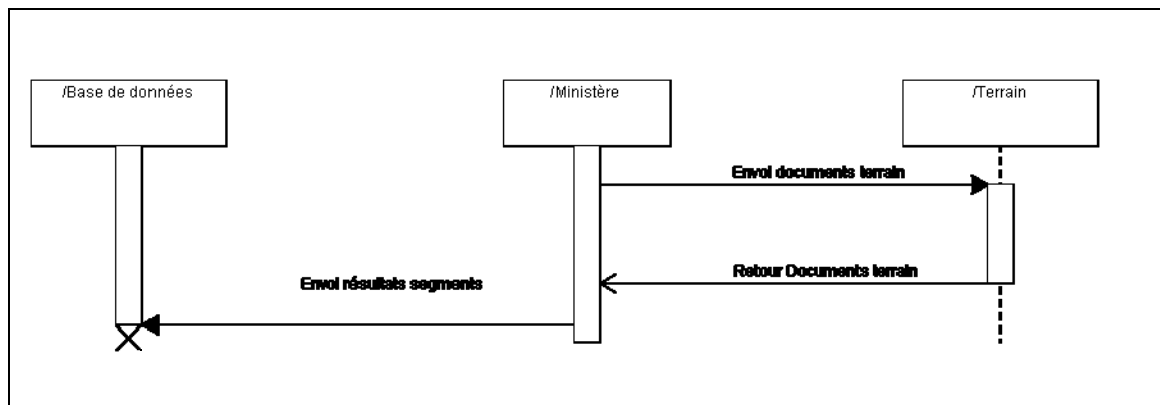 /Base de données
/Ministère
/Terrain
Envoi documents terrain
Retour Documents terrain
Envoi résultats segments